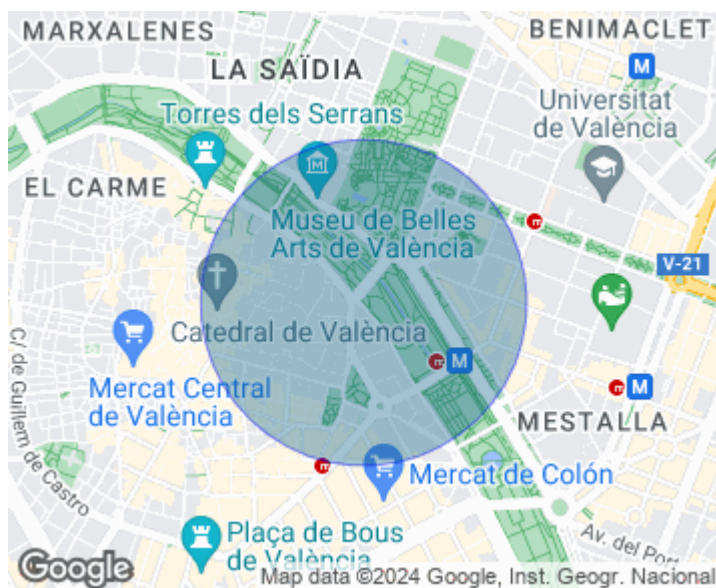 MARXALENES
BENIMACLET
M
LA SAÏDIA
Universitat
de València
Torres dels Serrans
EL CARME
M
Museu de Belles
Arts de València
V-21
Catedral de València
C/ de Guillem de Castro
Mercat Central
de València
M
M
MESTALLA
Mercat de Colón
Plaça de Bous
de València
Av. del Port
Google
Map data ©2024 Google, Inst. Geogr. Nacional